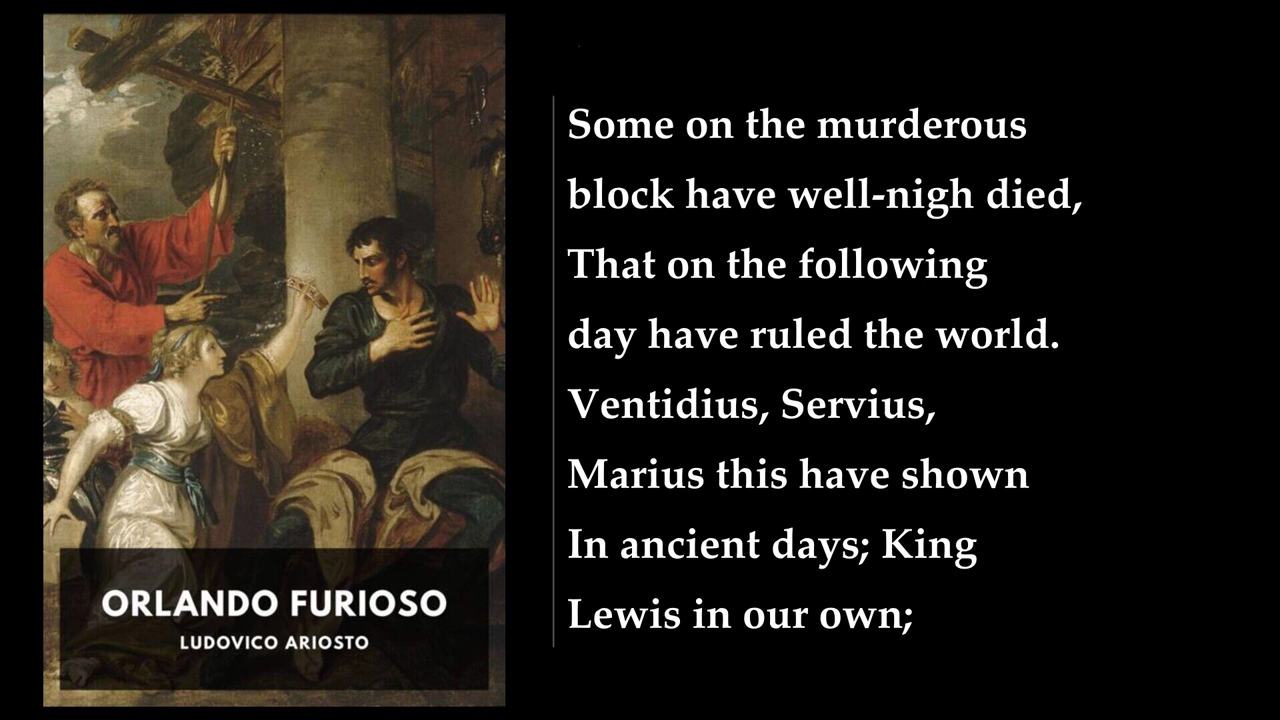 Some on the murderous
block have well-nigh died,
That on the following
day have ruled the world.
Ventidius, Servius,
Marius this have shown
In ancient days; King
Lewis in our own;
ORLANDO FURIOSO
LUDOVICO ARIOSTO